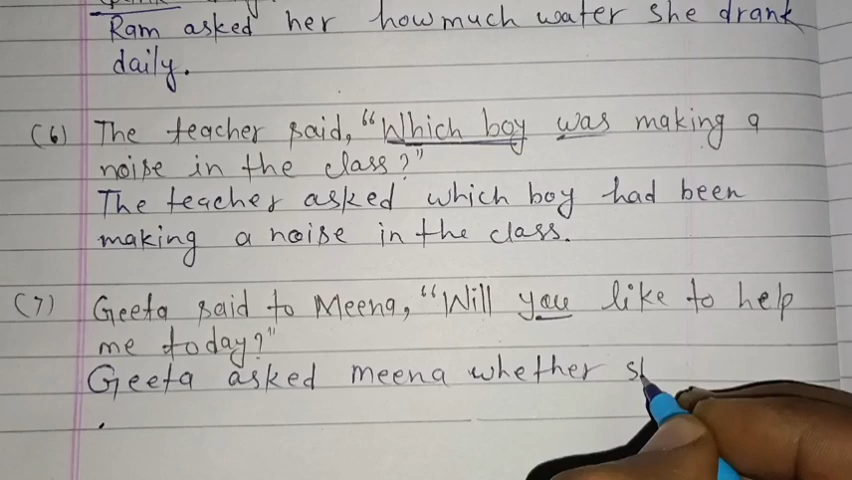 Ram asked her howmuch water she drank
daily.
(6) The teacher said, "Which boy was making a
noise in the class?"
The teacher asked which boy had been
making a noise in the class.
(7) Geeta said to Meena, "Will you like to help
me today?"
Geeta asked meena whether sh
.